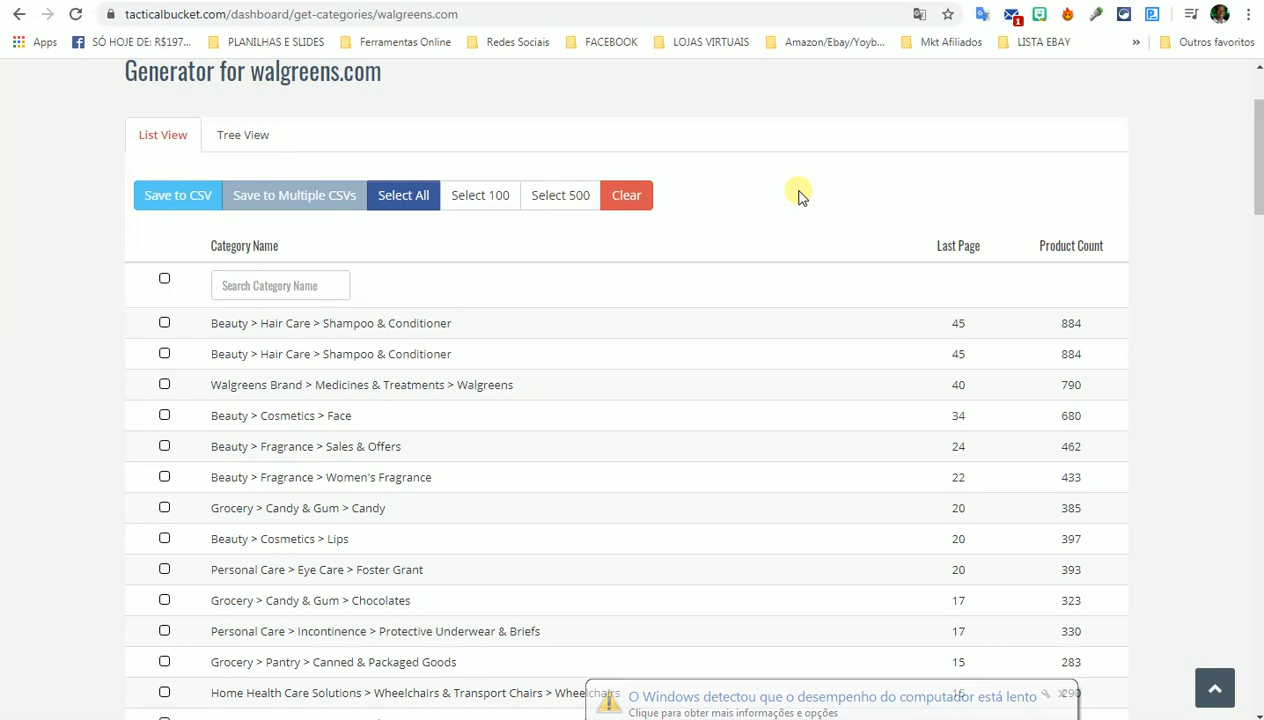 tacticalbucket.com/dashboard/get-categories/walgreens.com
1
Apps SÓ HOJE DE: R$197... PLANILHAS E SLIDES Ferramentas Online Redes Sociais FACEBOOK LOJAS VIRTUAIS Amazon/Ebay/Yoyb... Mkt Afiliados LISTA EBAY » Outros favoritos
Generator for walgreens.com
List View Tree View
Save to CSV Save to Multiple CSVs Select All Select 100 Select 500 Clear
Category Name Last Page Product Count
Search Category Name
Beauty > Hair Care > Shampoo & Conditioner 45 884
Beauty > Hair Care > Shampoo & Conditioner 45 884
Walgreens Brand > Medicines & Treatments > Walgreens 40 790
Beauty > Cosmetics > Face 34 680
Beauty > Fragrance > Sales & Offers 24 462
Beauty > Fragrance > Women's Fragrance 22 433
Grocery > Candy & Gum > Candy 20 385
Beauty > Cosmetics > Lips 20 397
Personal Care > Eye Care > Foster Grant 20 393
Grocery > Candy & Gum > Chocolates 17 323
Personal Care > Incontinence > Protective Underwear & Briefs 17 330
Grocery > Pantry > Canned & Packaged Goods 15 283
Home Health Care Solutions > Wheelchairs & Transport Chairs > Wheelchairs 15 290
O Windows detectou que o desempenho do computador está lento
Clique para obter mais informações e opções